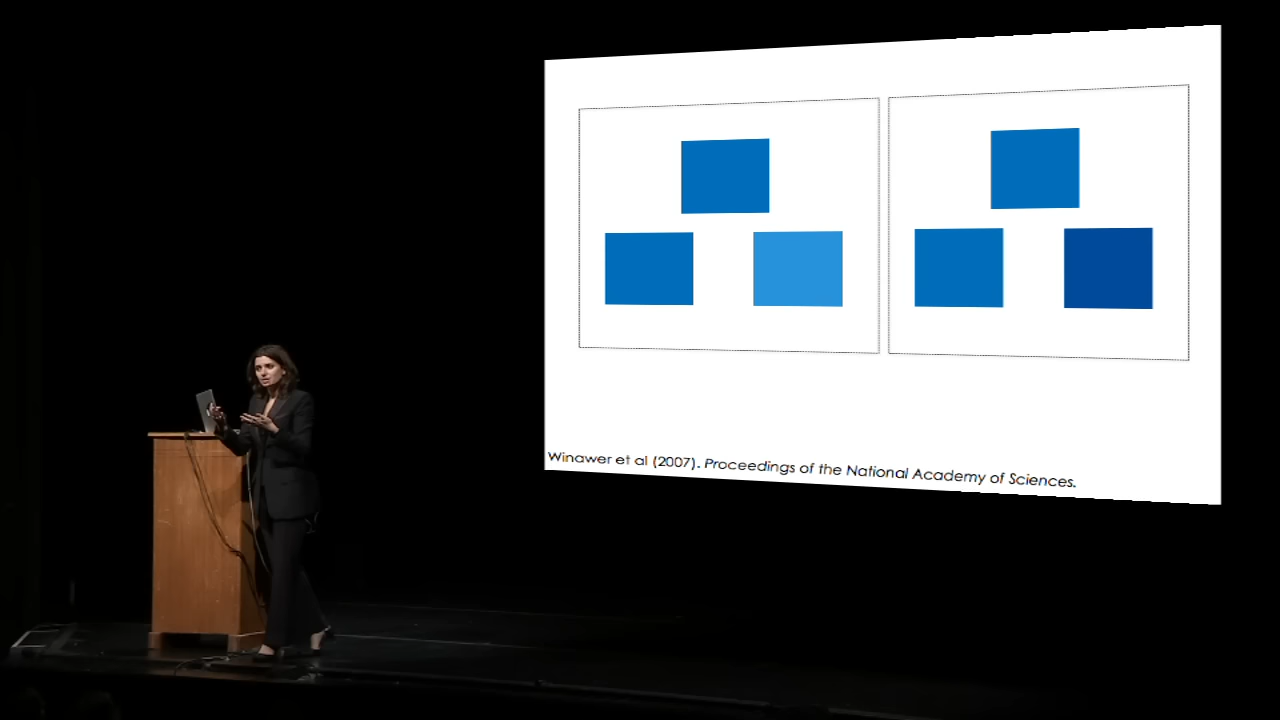 Winawer et al (2007). Proceedings of the National Academy of Sciences.